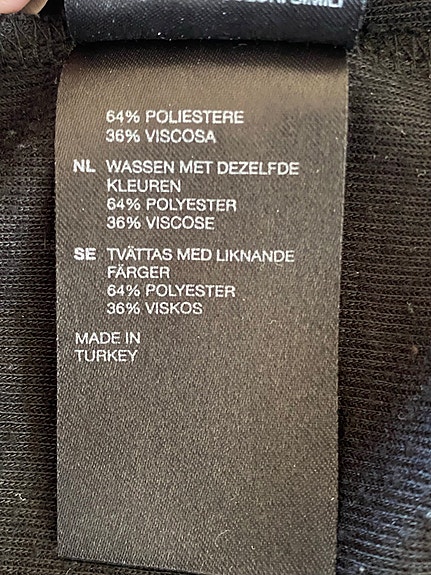 64% POLIESTERE
36% VISCOSA
NL WASSEN MET DEZELFDE
KLEUREN
64% POLYESTER
36% VISCOSE
SE TVÄTTAS MED LIKNANDE
FÄRGER
64% POLYESTER
36% VISKOS
MADE IN
TURKEY